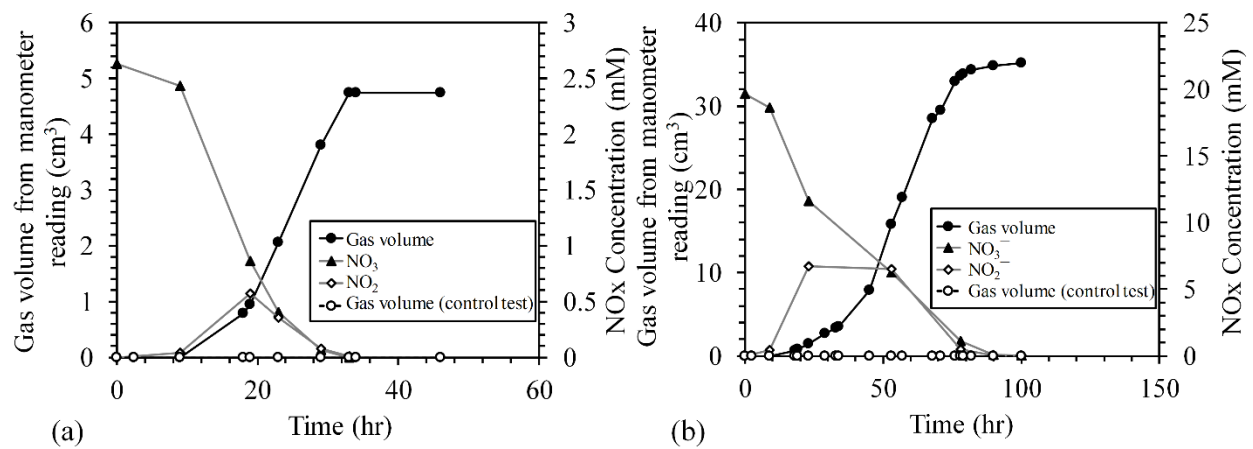 6
5
4
3
2
1
0
3
2.5
2
1.5
1
0.5
0
0
20
40
60
Gas volume from manometer
reading (cm³)
NOx Concentration (mM)
Time (hr)
Gas volume
NO₃
NO₂
Gas volume (control test)
(a)
40
30
20
10
0
25
20
15
10
5
0
0
50
100
150
Gas volume from manometer
reading (cm³)
NOx Concentration (mM)
Time (hr)
Gas volume
NO₃⁻
NO₂⁻
Gas volume (control test)
(b)